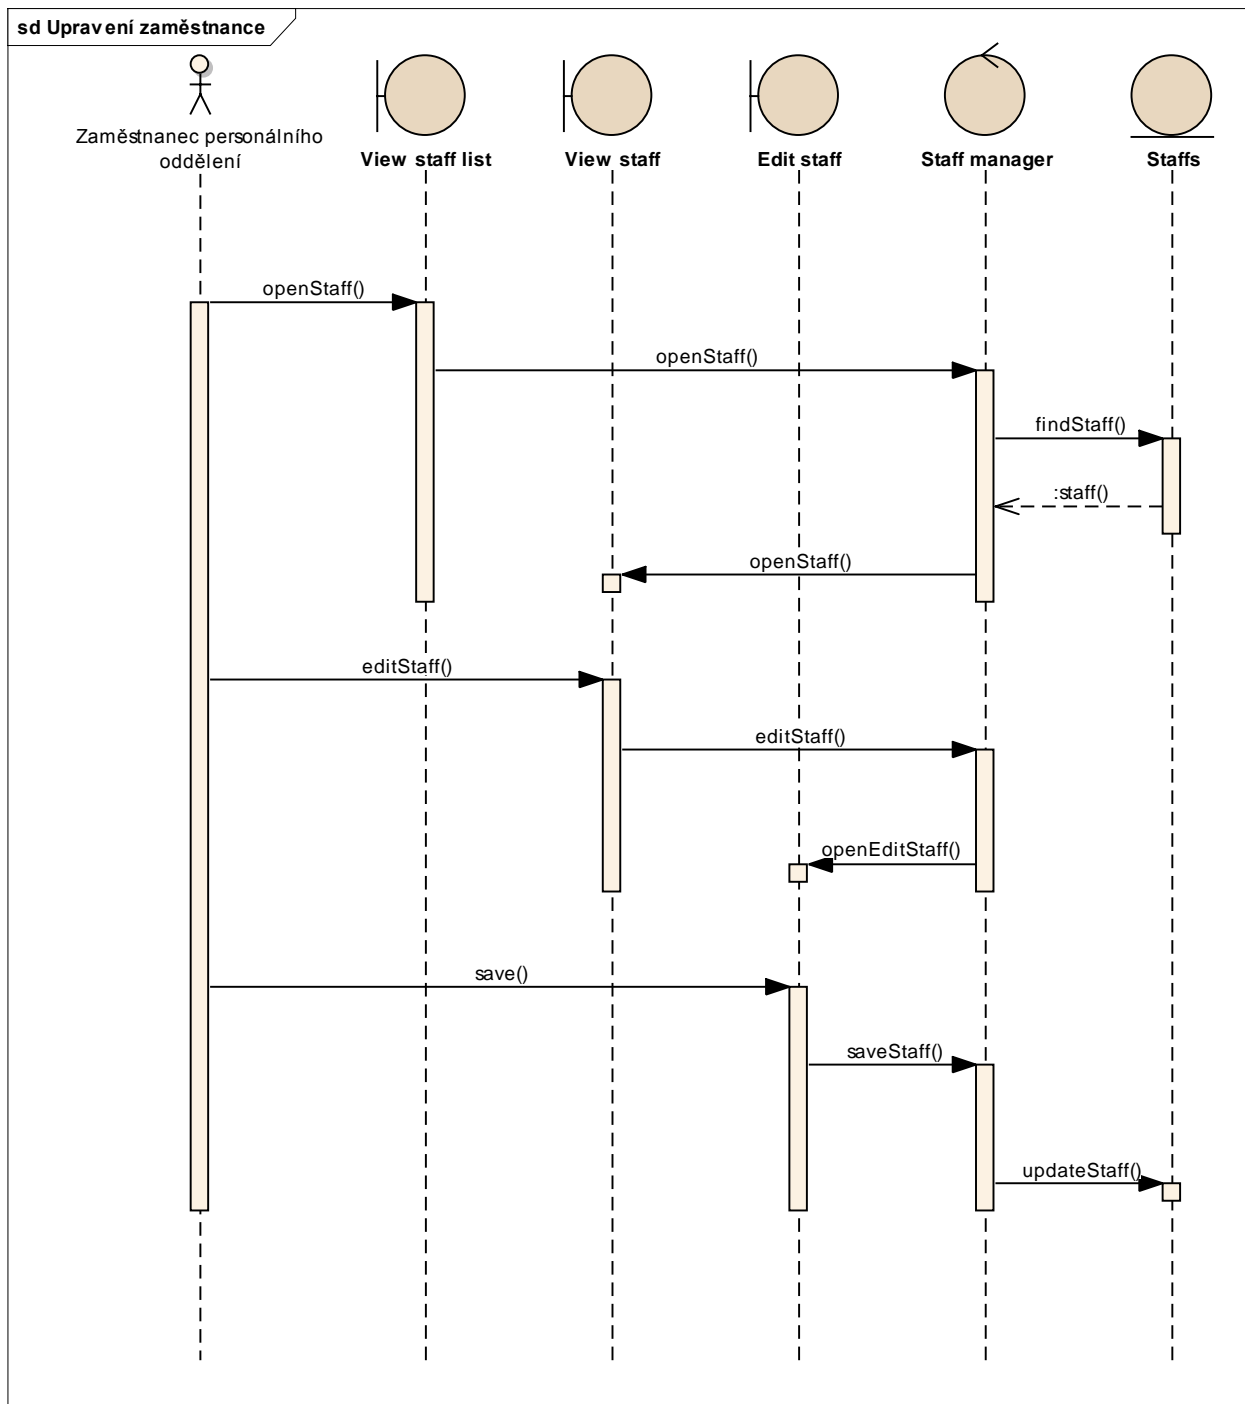 sd Upravení zaměstnance
Zaměstnanec personálního
oddělení
View staff list
View staff
Edit staff
Staff manager
Staffs
openStaff()
openStaff()
findStaff()
:staff()
openStaff()
editStaff()
editStaff()
openEditStaff()
save()
saveStaff()
updateStaff()